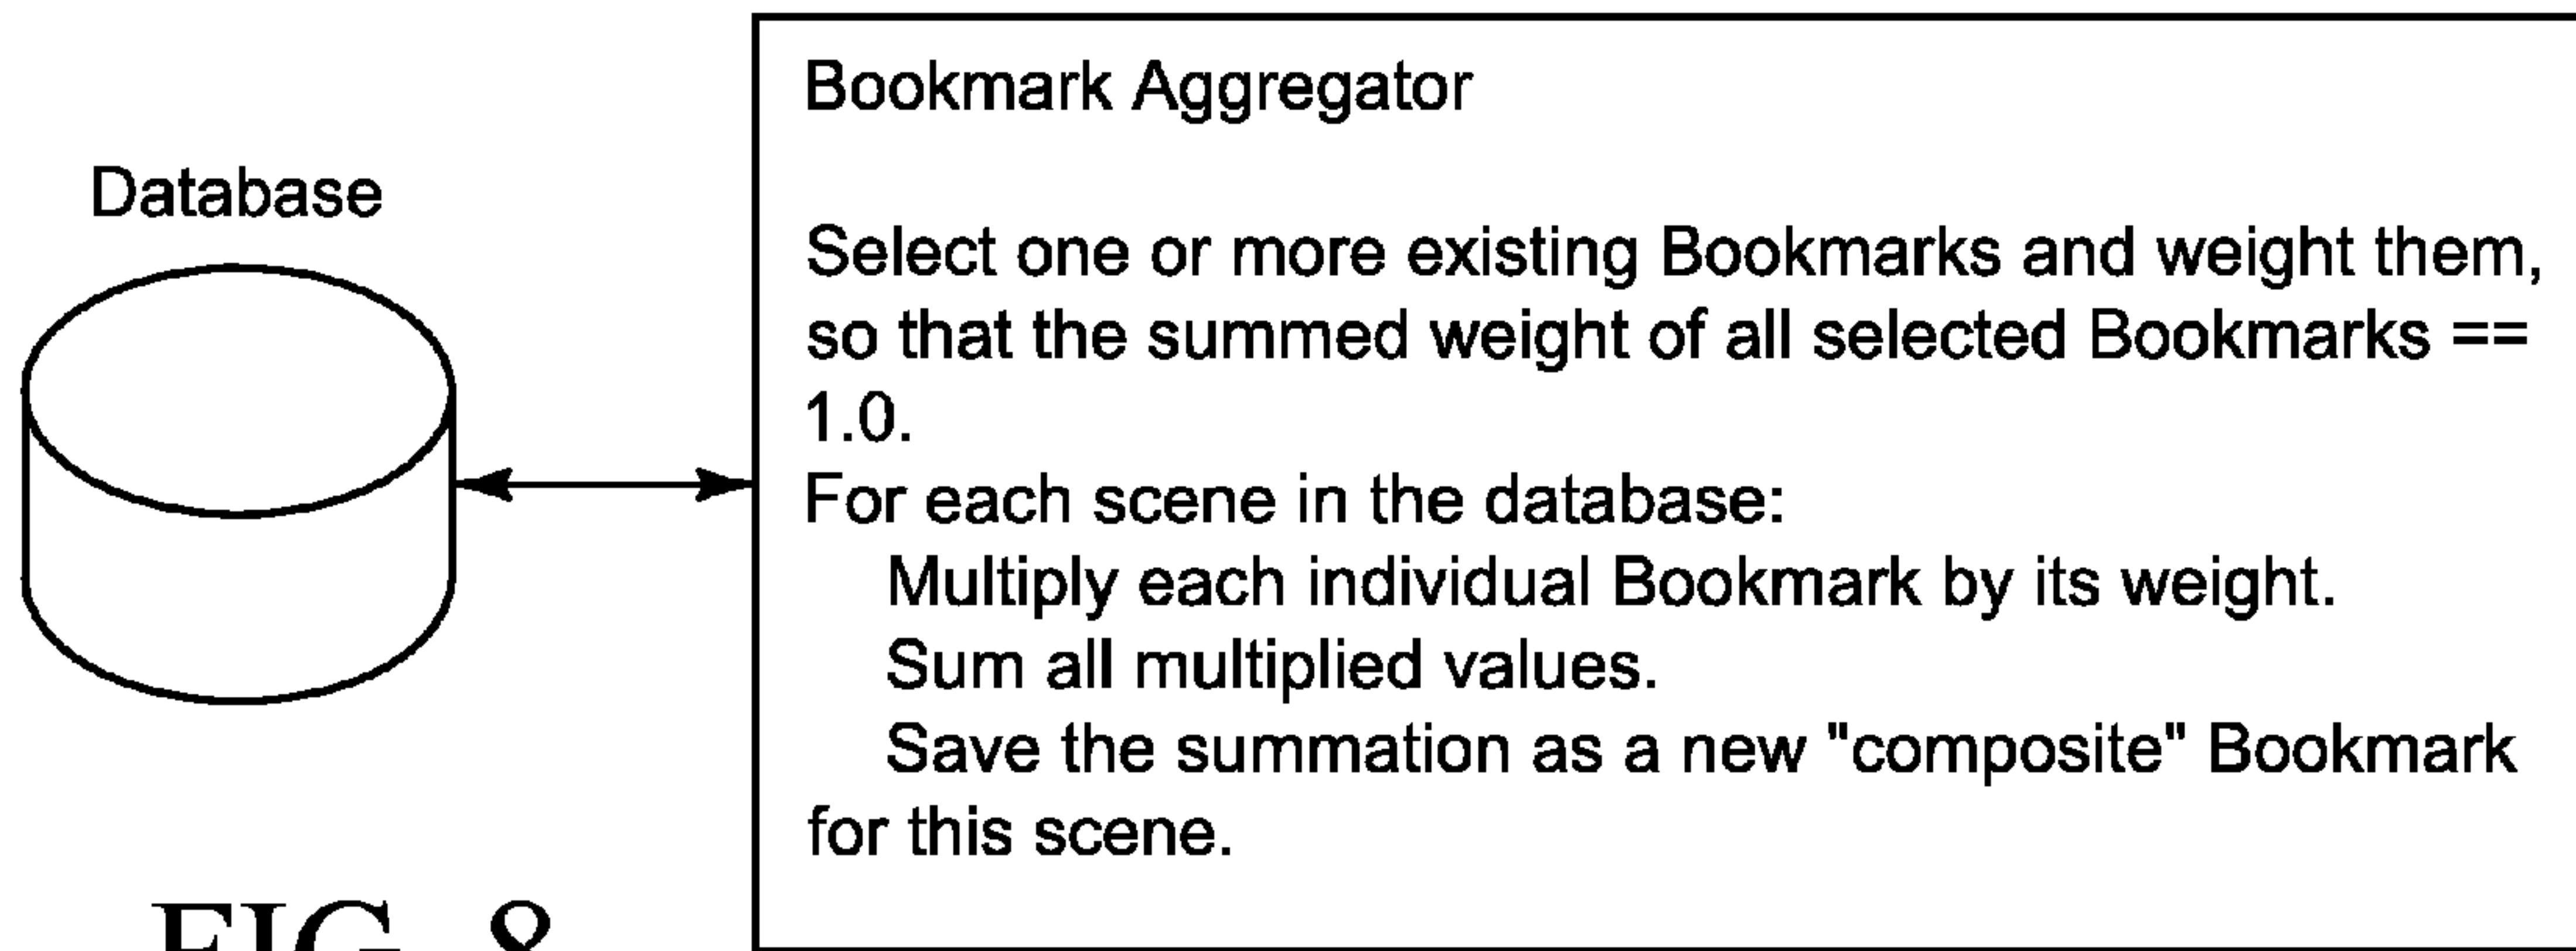 Database
Bookmark Aggregator
Select one or more existing Bookmarks and weight them,
so that the summed weight of all selected Bookmarks ==
1.0.
For each scene in the database:
Multiply each individual Bookmark by its weight.
Sum all multiplied values.
Save the summation as a new "composite" Bookmark
for this scene.
FIG. 8